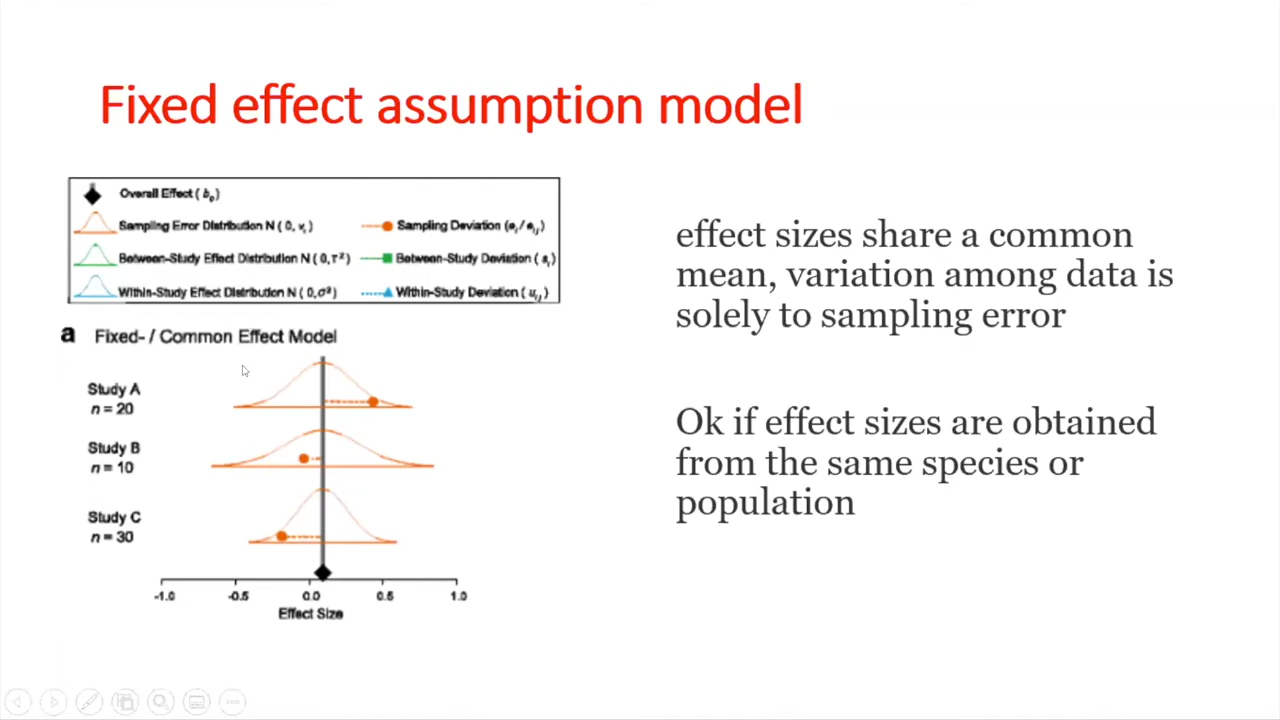 Fixed effect assumption model
Overall Effect ( b₀ )
Sampling Error Distribution N ( 0, vᵢ )
Sampling Deviation (eᵢ / eᵢⱼ)
Between-Study Effect Distribution N ( 0, τ² )
Between-Study Deviation ( sᵢ)
Within-Study Effect Distribution N ( 0, σ² )
Within-Study Deviation ( uᵢⱼ)
a Fixed- / Common Effect Model
Study A
n = 20
Study B
n = 10
Study C
n = 30
-1.0 -0.5 0.0 0.5 1.0
Effect Size
effect sizes share a common
mean, variation among data is
solely to sampling error
Ok if effect sizes are obtained
from the same species or
population